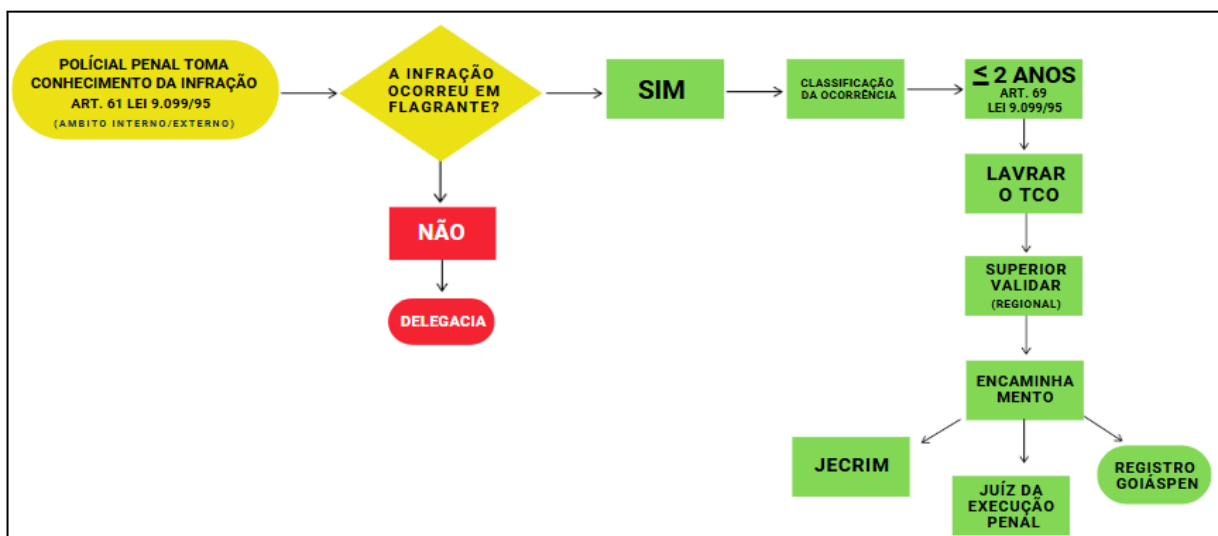 POLÍCIAL PENAL TOMA
CONHECIMENTO DA INFRAÇÃO
ART. 61 LEI 9.099/95
(AMBITO INTERNO/EXTERNO)
A INFRAÇÃO
OCORREU EM
FLAGRANTE?
SIM
CLASSIFICAÇÃO
DA OCORRÊNCIA
≤ 2 ANOS
ART. 69
LEI 9.099/95
LAVRAR
O TCO
NÃO
SUPERIOR
VALIDAR
(REGIONAL)
DELEGACIA
ENCAMINHA
MENTO
JECRIM
REGISTRO
GOIÁSPEN
JUÍZ DA
EXECUÇÃO
PENAL